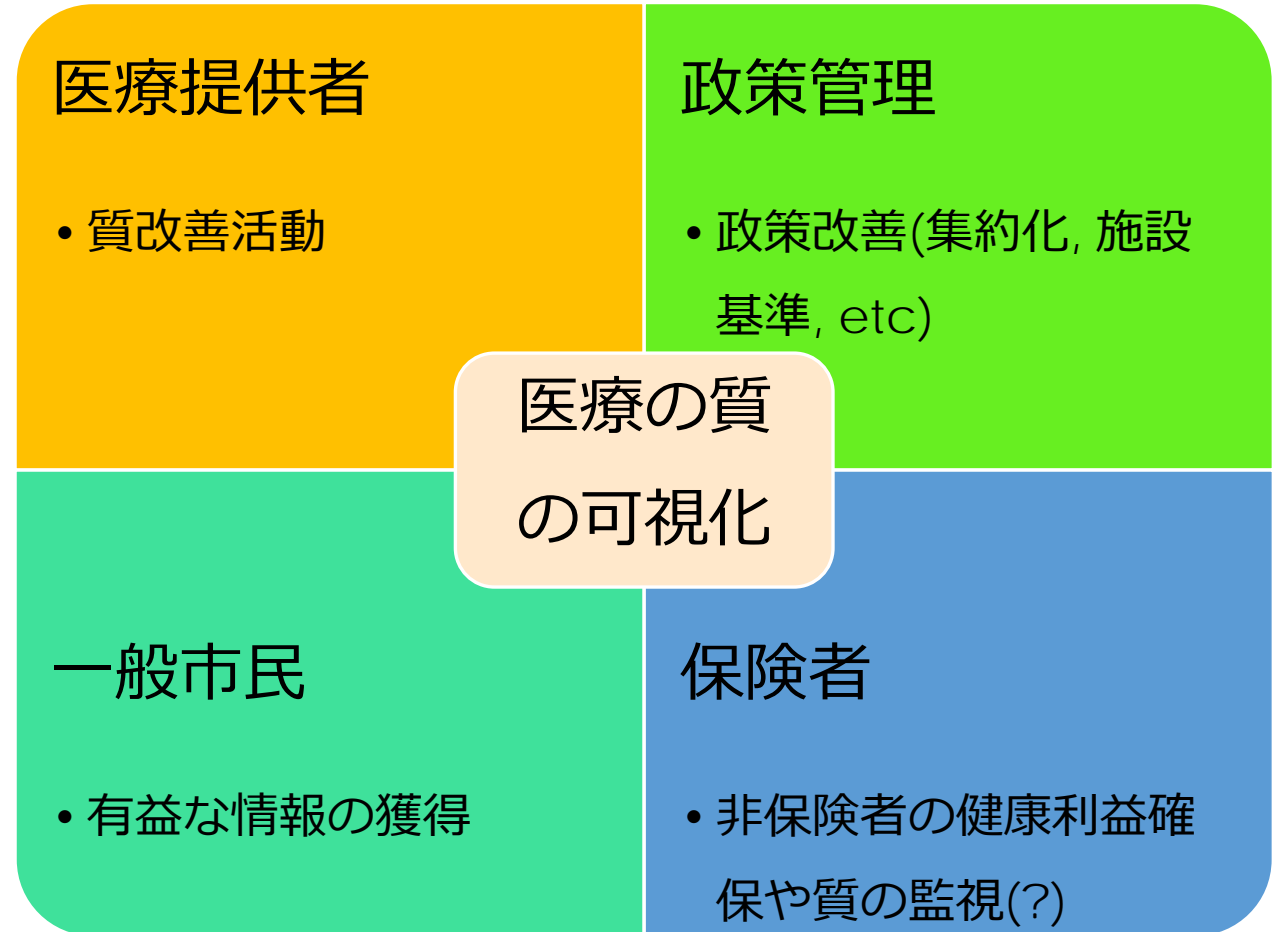 医療提供者
• 質改善活動
政策管理
• 政策改善(集約化, 施設
基準, etc)
医療の質
の可視化
一般市民
• 有益な情報の獲得
保険者
• 非保険者の健康利益確
保や質の監視(?)